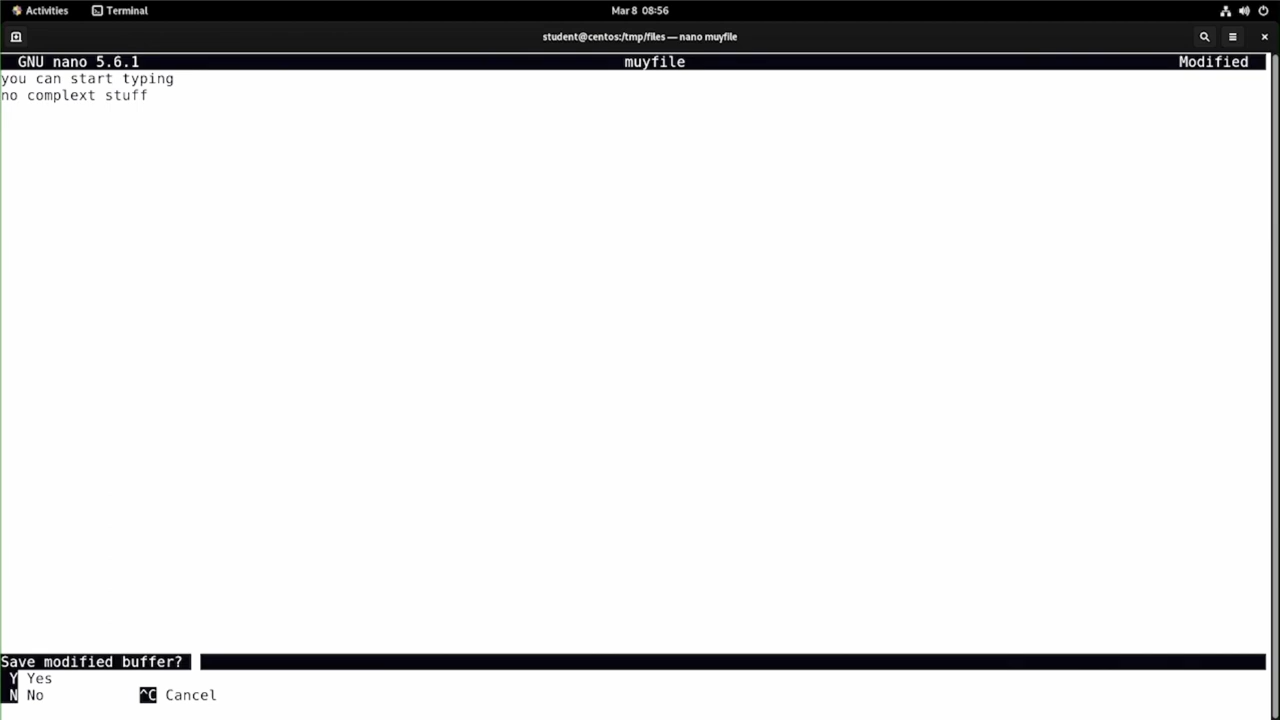 Activities Terminal Mar 8 08:56
student@centos:/tmp/files — nano muyfile
GNU nano 5.6.1 muyfile Modified
you can start typing
no complext stuff
Save modified buffer?
Y Yes
N No ^C Cancel